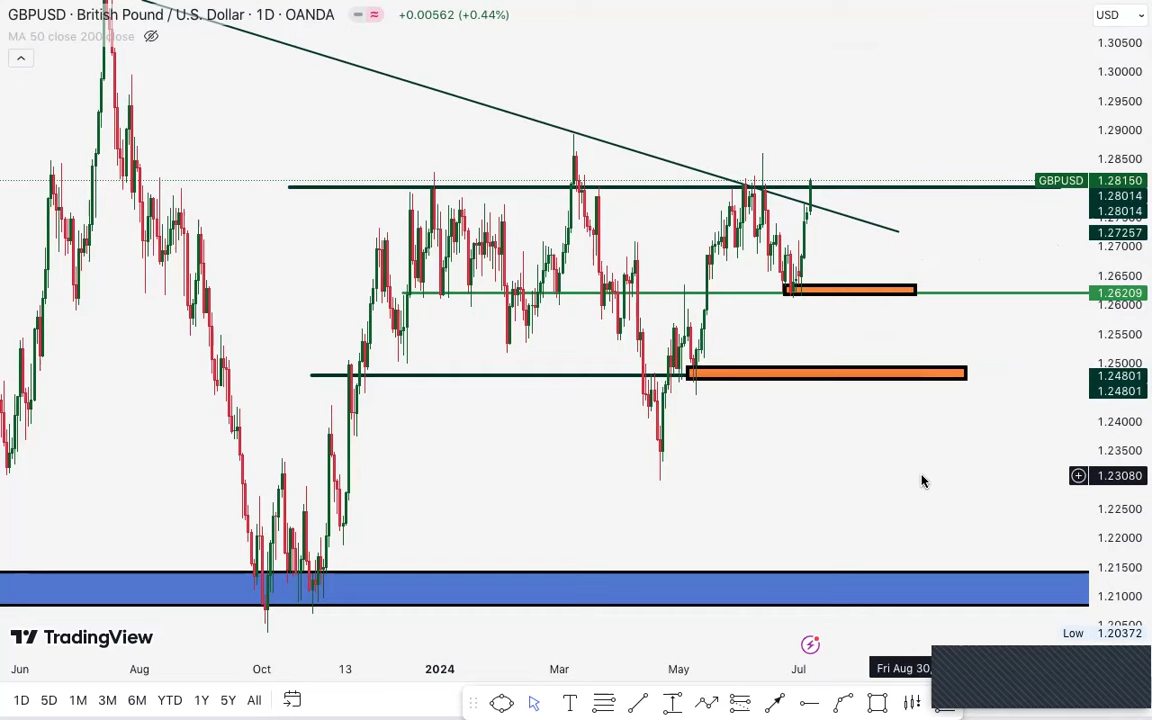 GBPUSD · British Pound / U.S. Dollar · 1D · OANDA +0.00562 (+0.44%)
USD
MA 50 close 200 close
1.30500
1.30000
1.29500
1.29000
1.28500
GBPUSD 1.28150
1.28014
1.28014
1.27257
1.27000
1.26500
1.26209
1.26000
1.25500
1.25000
1.24801
1.24801
1.24000
1.23500
1.23080
1.22500
1.22000
1.21500
1.21000
Low 1.20372
TradingView
Jun Aug Oct 13 2024 Mar May Jul Fri Aug 30,
1D 5D 1M 3M 6M YTD 1Y 5Y All